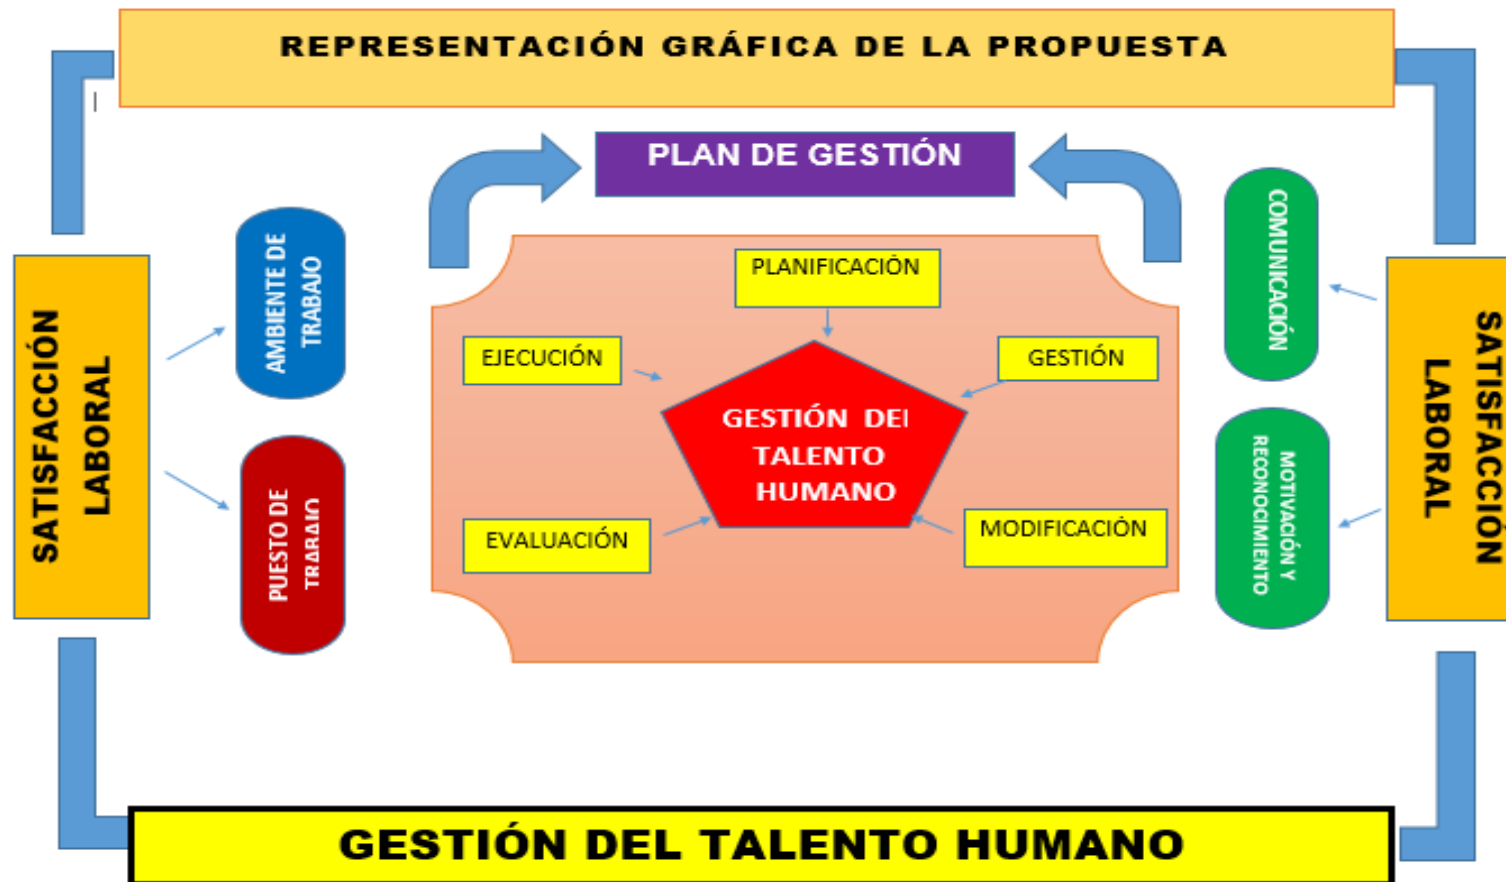 REPRESENTACIÓN GRÁFICA DE LA PROPUESTA
PLAN DE GESTIÓN
SATISFACCIÓN
LABORAL
AMBIENTE DE
TRABAJO
PUESTO DE
TRABAJO
PLANIFICACIÓN
EJECUCIÓN
GESTIÓN
GESTIÓN DEL
TALENTO
HUMANO
EVALUACIÓN
MODIFICACIÓN
COMUNICACIÓN
MOTIVACIÓN Y
RECONOCIMIENTO
SATISFACCIÓN
LABORAL
GESTIÓN DEL TALENTO HUMANO